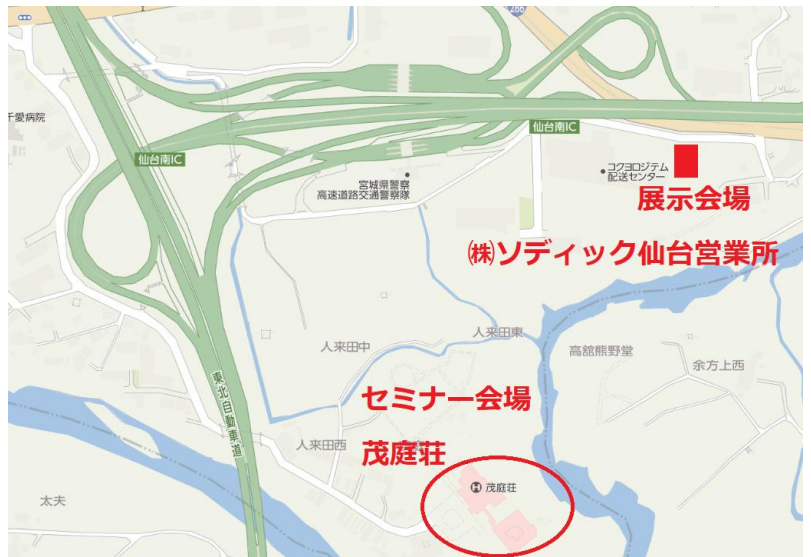 286
千愛病院
仙台南IC
仙台南IC
宮城県警察
高速道路交通警察隊
コクヨロジテム
配送センター
展示会場
㈱ソディック仙台営業所
人来田中
人来田東
高舘熊野堂
余方上西
東北自動車道
セミナー会場
人来田西
茂庭荘
茂庭荘
太夫